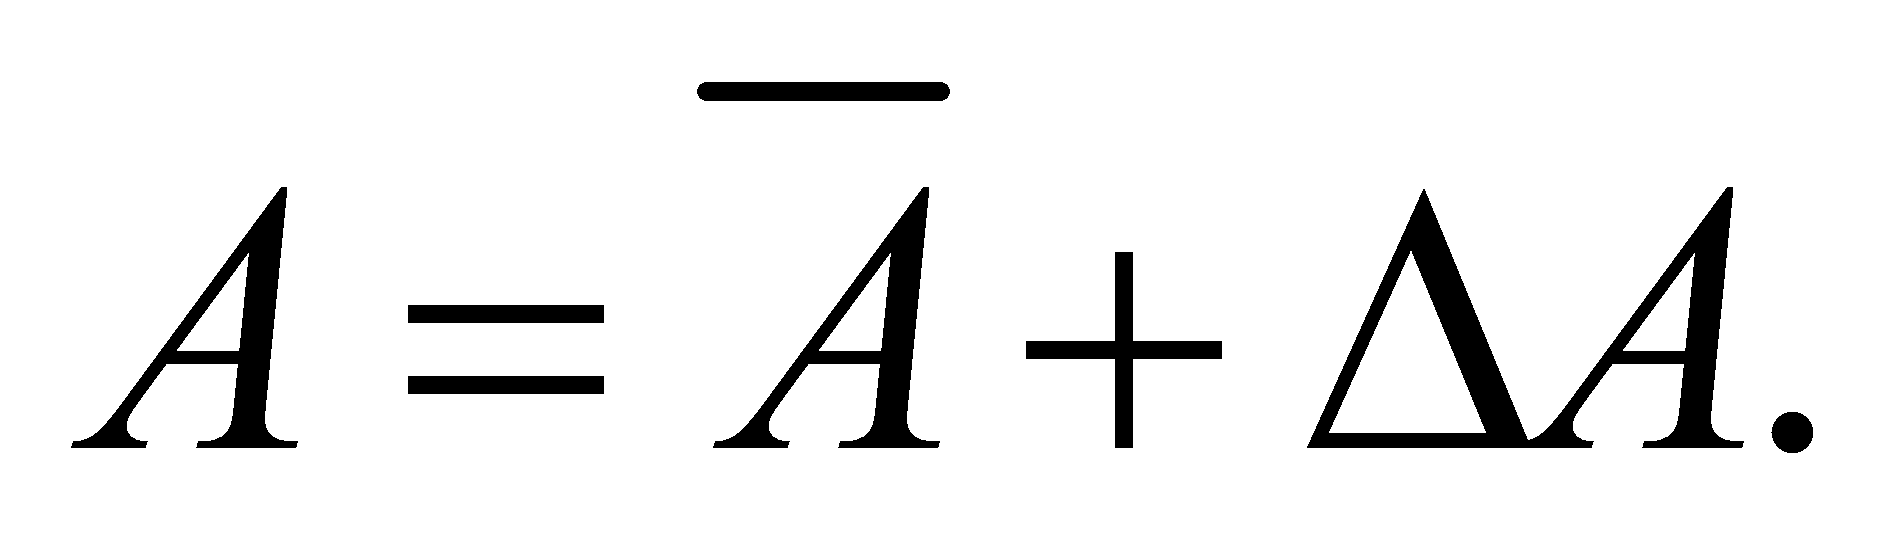 A = A̅ + ΔA.